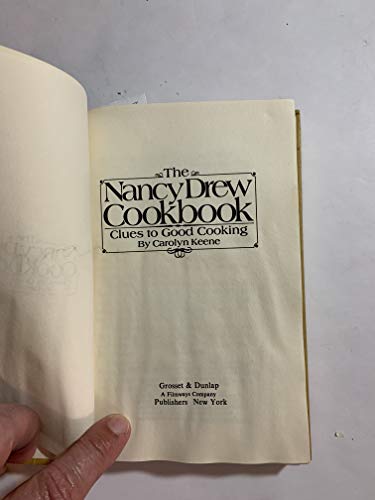 The
Nancy Drew
Cookbook
Clues to Good Cooking
By Carolyn Keene
Grosset & Dunlap
A Filmways Company
Publishers New York